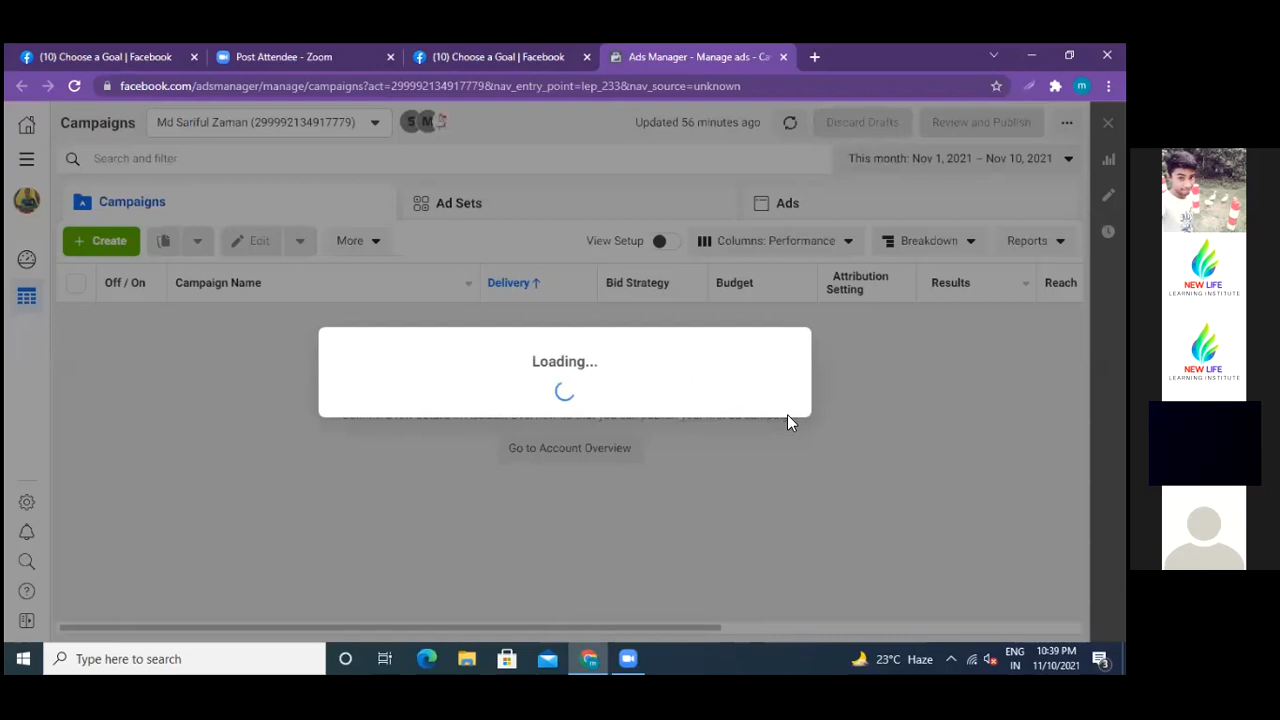 (10) Choose a Goal | Facebook
Post Attendee - Zoom
(10) Choose a Goal | Facebook
Ads Manager - Manage ads - Ca
facebook.com/adsmanager/manage/campaigns?act=299992134917779&nav_entry_point=lep_233&nav_source=unknown
m
Campaigns
Md Sariful Zaman (299992134917779)
S
M
Updated 56 minutes ago
Discard Drafts
Review and Publish
Search and filter
This month: Nov 1, 2021 – Nov 10, 2021
Campaigns
Ad Sets
Ads
+ Create
Edit
More
View Setup
Columns: Performance
Breakdown
Reports
Off / On
Campaign Name
Delivery ↑
Bid Strategy
Budget
Attribution
Setting
Results
Reach
Loading...
Go to Account Overview
NEW LIFE
LEARNING INSTITUTE
NEW LIFE
LEARNING INSTITUTE
Type here to search
23°C Haze
ENG
IN
10:39 PM
11/10/2021
3